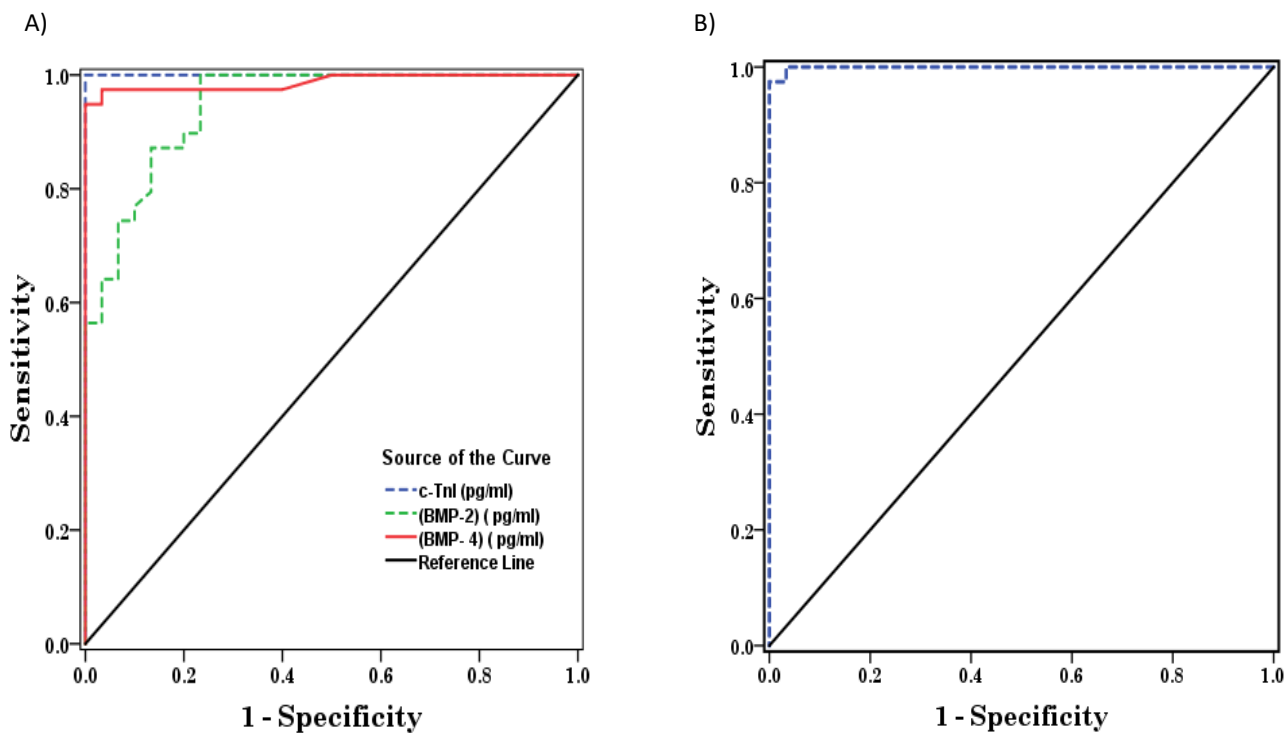 A)
B)
1.0
0.8
0.6
0.4
0.2
0.0
Sensitivity
0.0 0.2 0.4 0.6 0.8 1.0
1 - Specificity
Source of the Curve
c-TnI (pg/ml)
(BMP-2) ( pg/ml)
(BMP- 4) ( pg/ml)
Reference Line
1.0
0.8
0.6
0.4
0.2
0.0
Sensitivity
0.0 0.2 0.4 0.6 0.8 1.0
1 - Specificity